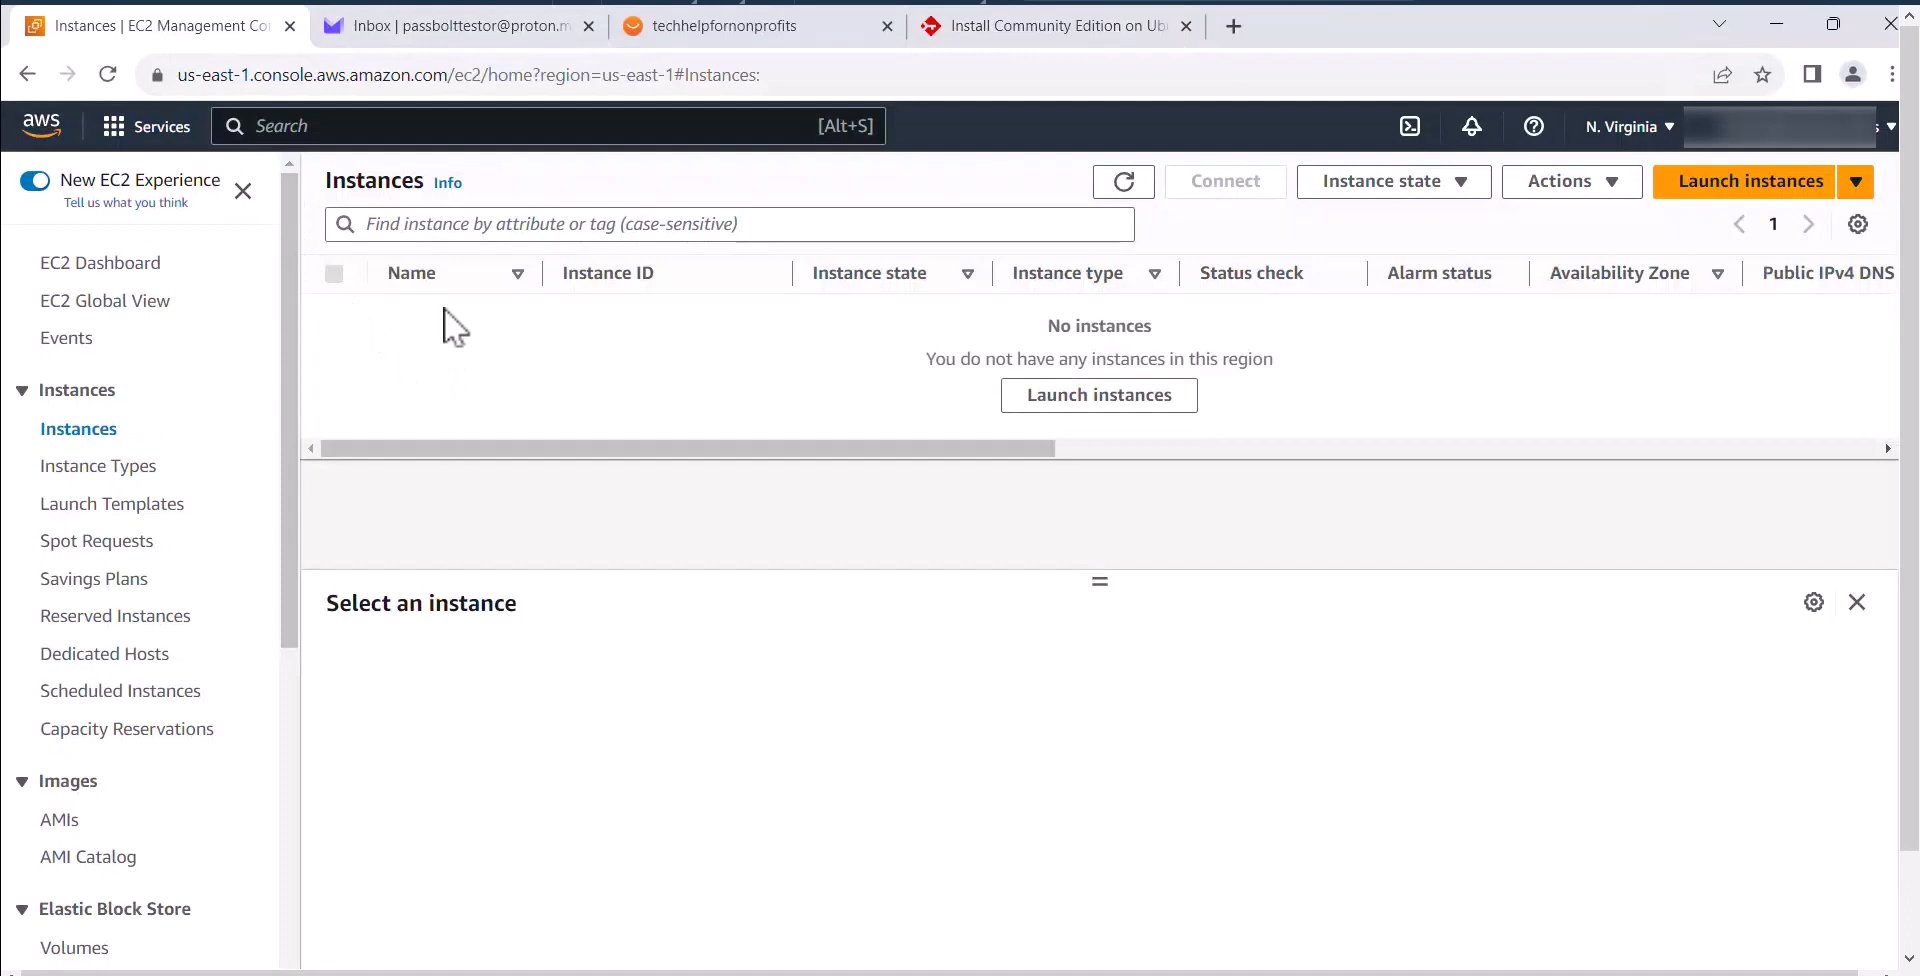 Instances | EC2 Management Co
Inbox | passbolttestor@proton.m
techhelpfornonprofits
Install Community Edition on Ub
us-east-1.console.aws.amazon.com/ec2/home?region=us-east-1#Instances:
aws
Services
Search
[Alt+S]
N. Virginia
s
New EC2 Experience
Tell us what you think
EC2 Dashboard
EC2 Global View
Events
Instances
Instances
Instance Types
Launch Templates
Spot Requests
Savings Plans
Reserved Instances
Dedicated Hosts
Scheduled Instances
Capacity Reservations
Images
AMIs
AMI Catalog
Elastic Block Store
Volumes
Instances Info
Connect
Instance state
Actions
Launch instances
Find instance by attribute or tag (case-sensitive)
1
Name
Instance ID
Instance state
Instance type
Status check
Alarm status
Availability Zone
Public IPv4 DNS
No instances
You do not have any instances in this region
Launch instances
Select an instance